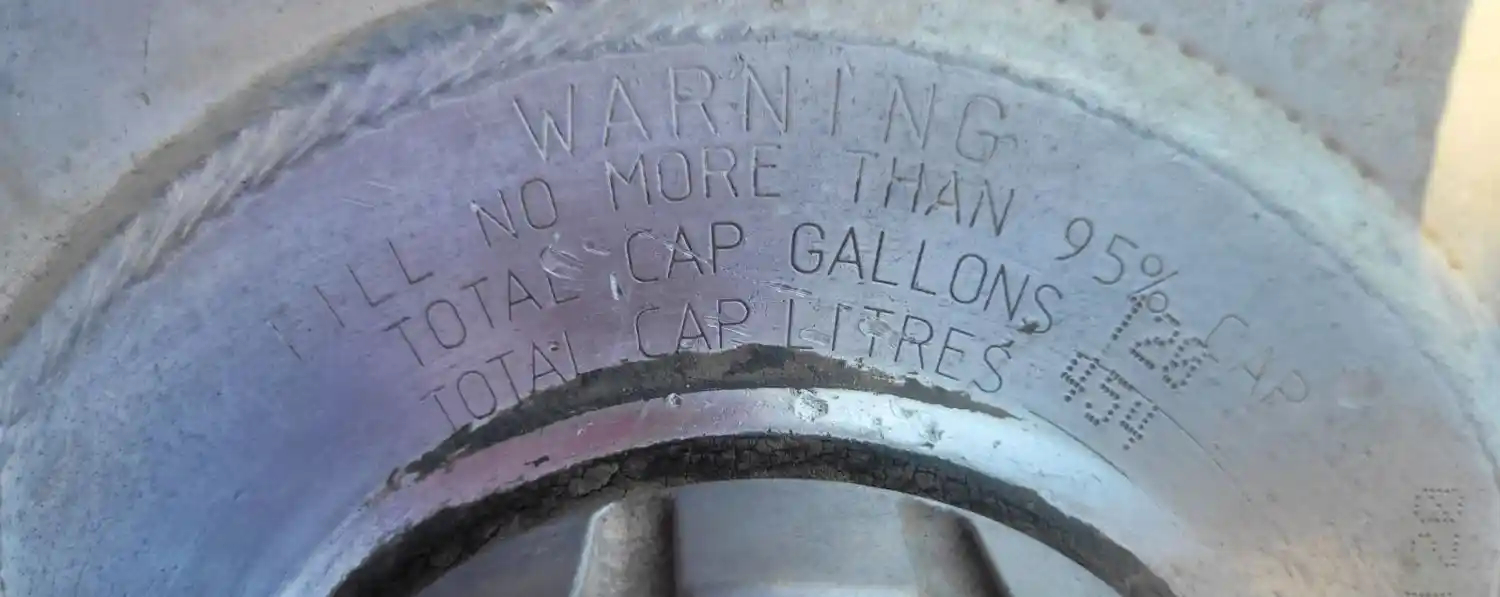 WARNING
FILL NO MORE THAN 95% CAP
TOTAL CAP GALLONS 120
TOTAL CAP LITRES 454